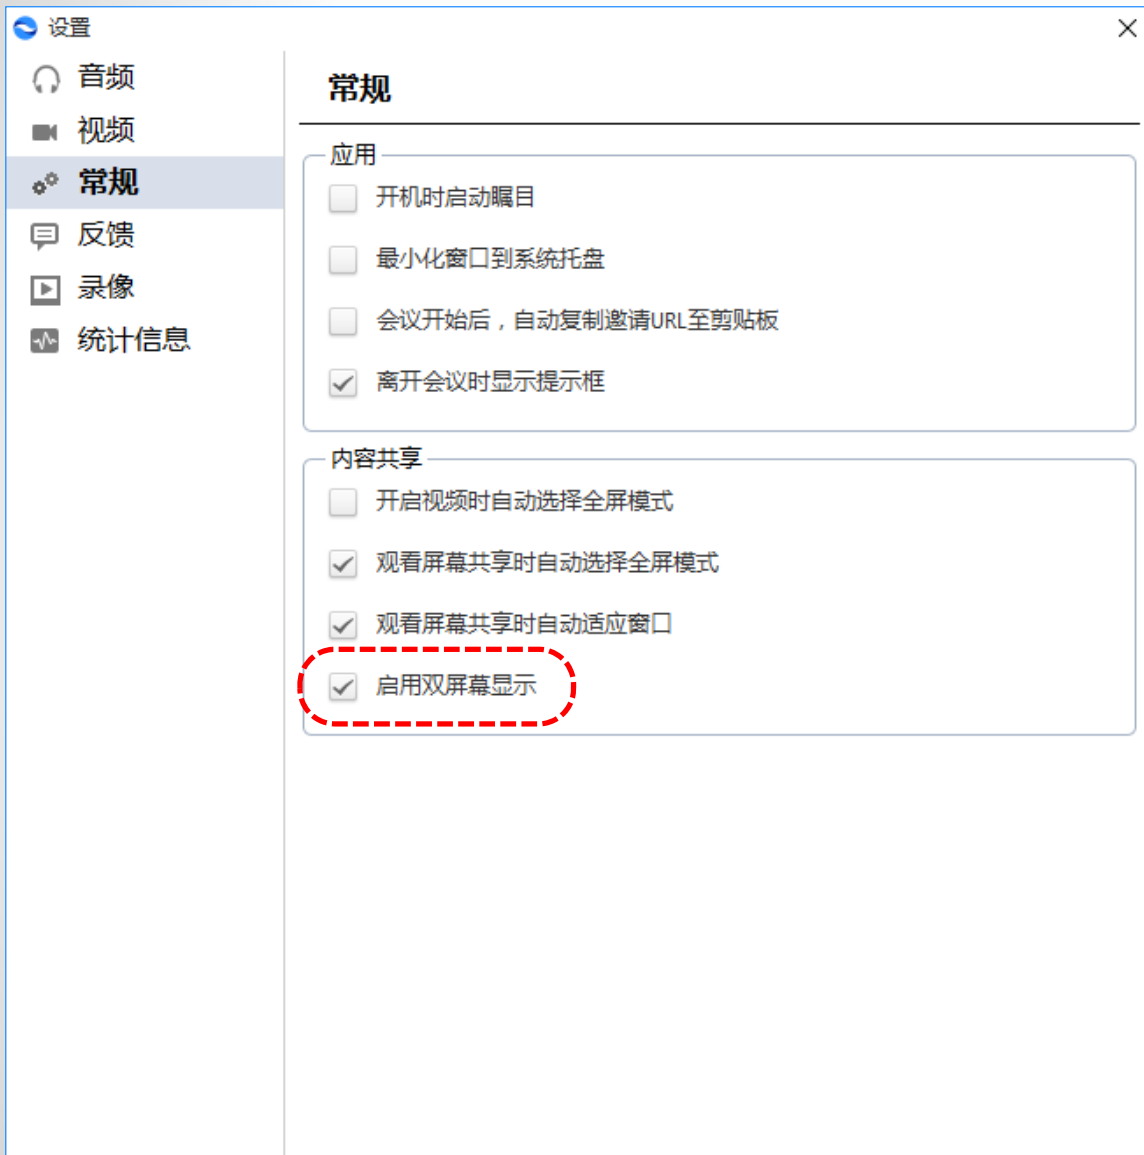 设置
音频
视频
常规
反馈
录像
统计信息
常规
应用
开机时启动瞩目
最小化窗口到系统托盘
会议开始后，自动复制邀请URL至剪贴板
离开会议时显示提示框
内容共享
开启视频时自动选择全屏模式
观看屏幕共享时自动选择全屏模式
观看屏幕共享时自动适应窗口
启用双屏幕显示